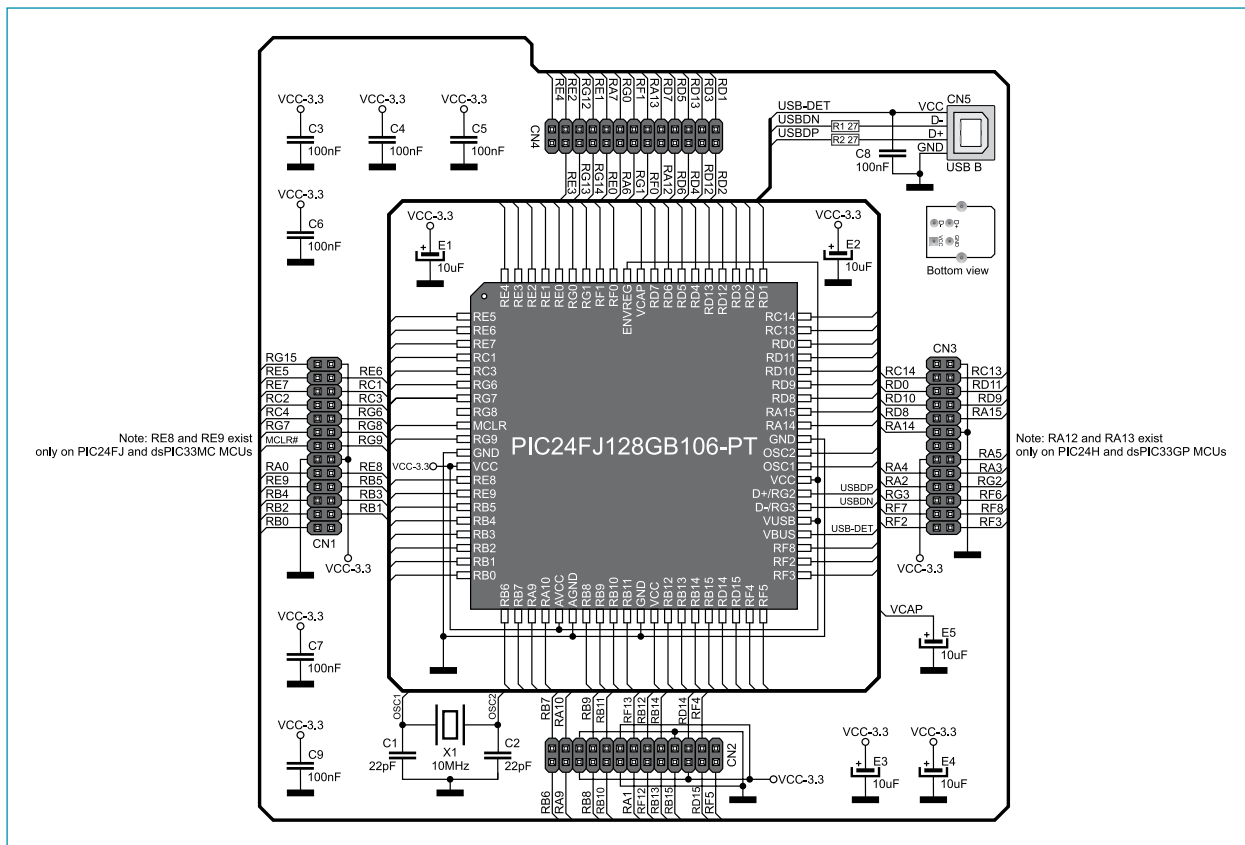 RE4
RE2
RG12
RE1
RA7
RG0
RF1
RA13
RD7
RD5
RD13
RD3
RD1
CN4
RE3
RG13
RG14
RE0
RA6
RG1
RF0
RA12
RD6
RD4
RD12
RD2
VCC-3.3
C3
100nF
VCC-3.3
C4
100nF
VCC-3.3
C5
100nF
VCC-3.3
C6
100nF
USB-DET
USBDN
USBDP
R1 27
R2 27
C8
100nF
CN5
VCC
D-
D+
GND
USB B
D-
D+
VCC
GND
Bottom view
VCC-3.3
E1
10uF
VCC-3.3
E2
10uF
RE4
RE3
RE2
RE1
RE0
RG0
RG1
RF1
RF0
ENVREG
VCAP
RD7
RD6
RD5
RD4
RD13
RD12
RD3
RD2
RD1
RE5
RE6
RE7
RC1
RC3
RG6
RG7
RG8
MCLR
RG9
GND
VCC
RE8
RE9
RB5
RB4
RB3
RB2
RB1
RB0
VCC-3.3
PIC24FJ128GB106-PT
RC14
RC13
RD0
RD11
RD10
RD9
RD8
RA15
RA14
GND
OSC2
OSC1
VCC
D+/RG2
D-/RG3
VUSB
VBUS
RF8
RF2
RF3
USBDP
USBDN
USB-DET
RB6
RB7
RA9
RA10
AVCC
AGND
RB8
RB9
RB10
RB11
GND
VCC
RB12
RB13
RB14
RB15
RD14
RD15
RF4
RF5
RG15
RE5
RE7
RC2
RC4
RG7
MCLR#
RA0
RE9
RB4
RB2
RB0
RE6
RC1
RC3
RG6
RG8
RG9
RE8
RB5
RB3
RB1
CN1
VCC-3.3
Note: RE8 and RE9 exist
only on PIC24FJ and dsPIC33MC MCUs
CN3
RC14
RD0
RD10
RD8
RA14
RA4
RA2
RG3
RF7
RF2
RC13
RD11
RD9
RA15
RA5
RA3
RG2
RF6
RF8
RF3
VCC-3.3
Note: RA12 and RA13 exist
only on PIC24H and dsPIC33GP MCUs
VCC-3.3
C7
100nF
VCC-3.3
C9
100nF
OSC1
OSC2
C1
22pF
X1
10MHz
C2
22pF
RB7
RA10
RB9
RB11
RF13
RB12
RB14
RD14
RF4
CN2
RB6
RA9
RB8
RB10
RA1
RF12
RB13
RB15
RD15
RF5
VCC-3.3
VCAP
E5
10uF
VCC-3.3
E3
10uF
VCC-3.3
E4
10uF